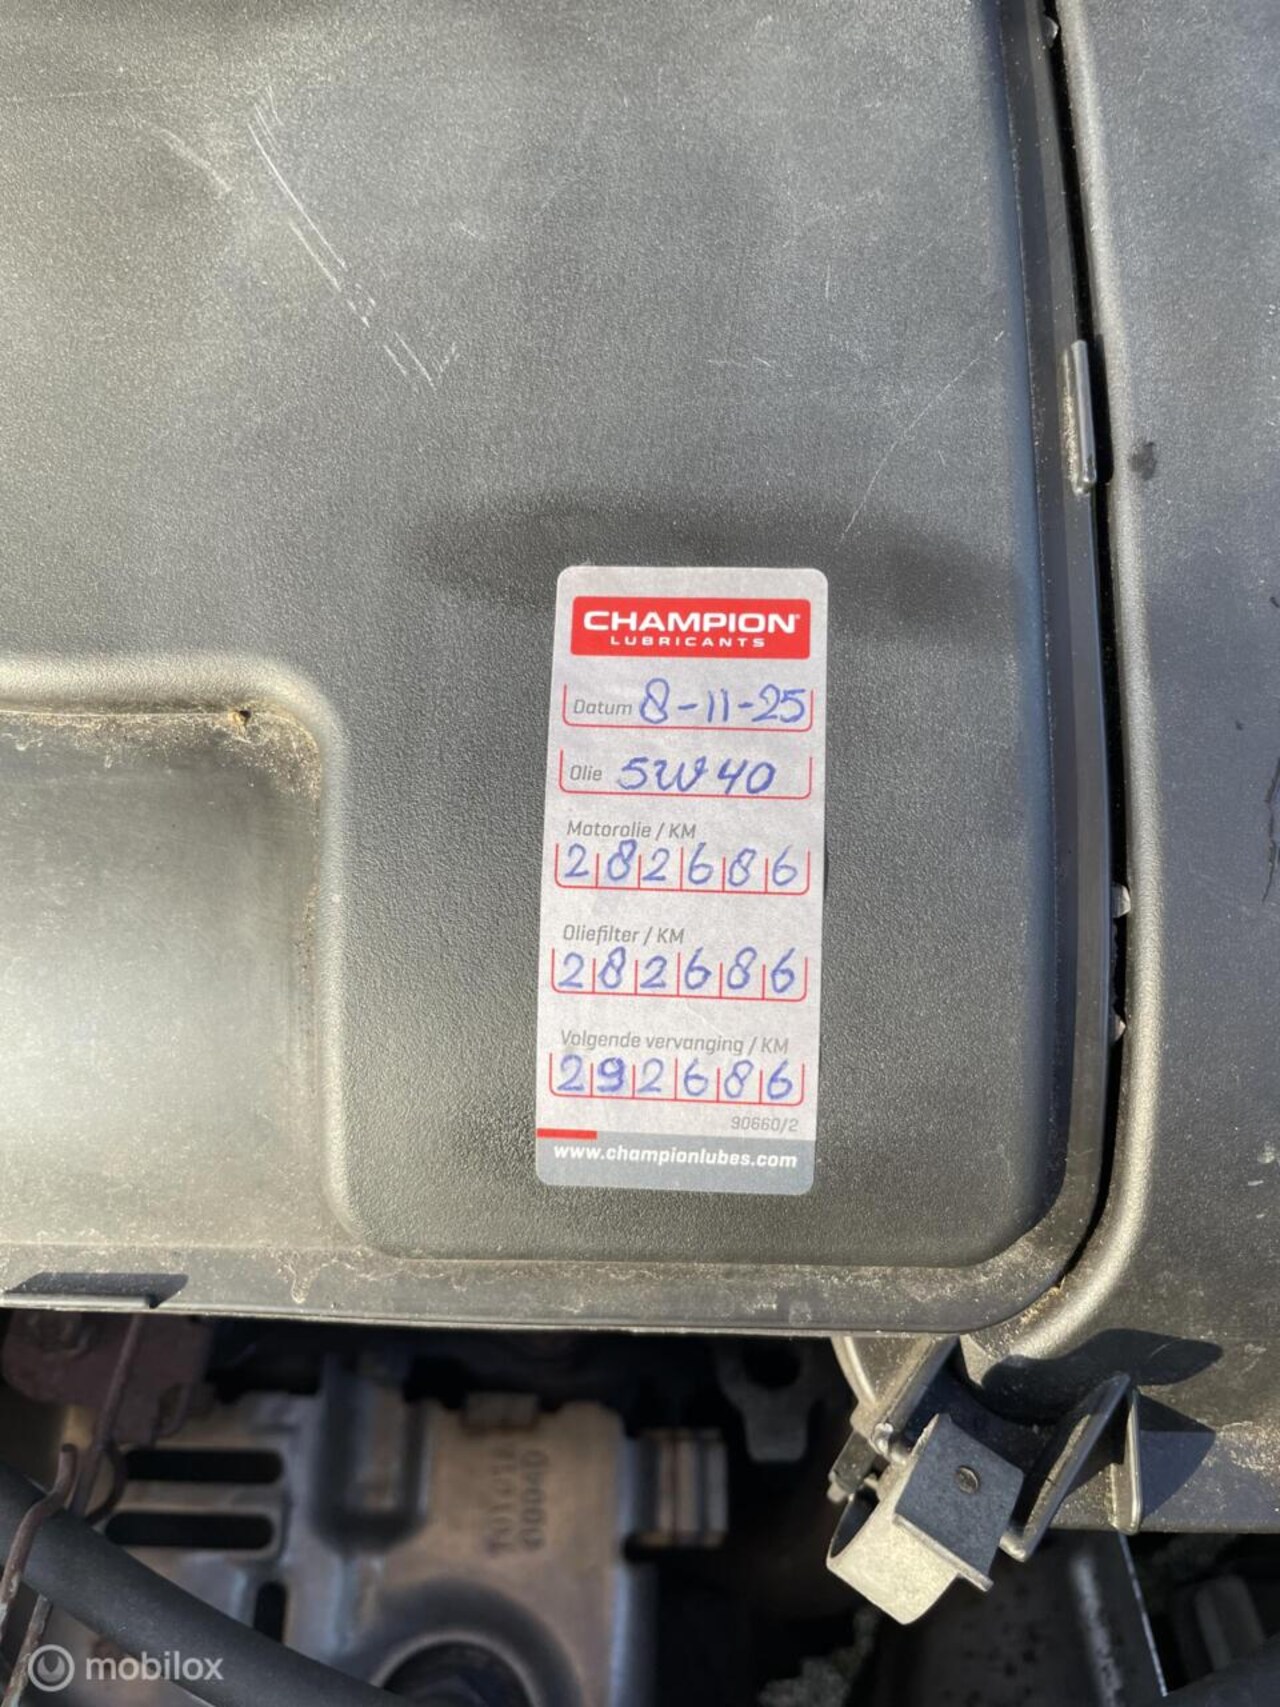 CHAMPION®
LUBRICANTS
Datum 8-11-25
Olie 5W40
Motorolie / KM
282686
Oliefilter / KM
282686
Volgende vervanging / KM
292686
90660/2
www.championlubes.com
TOYOTA
mobilox